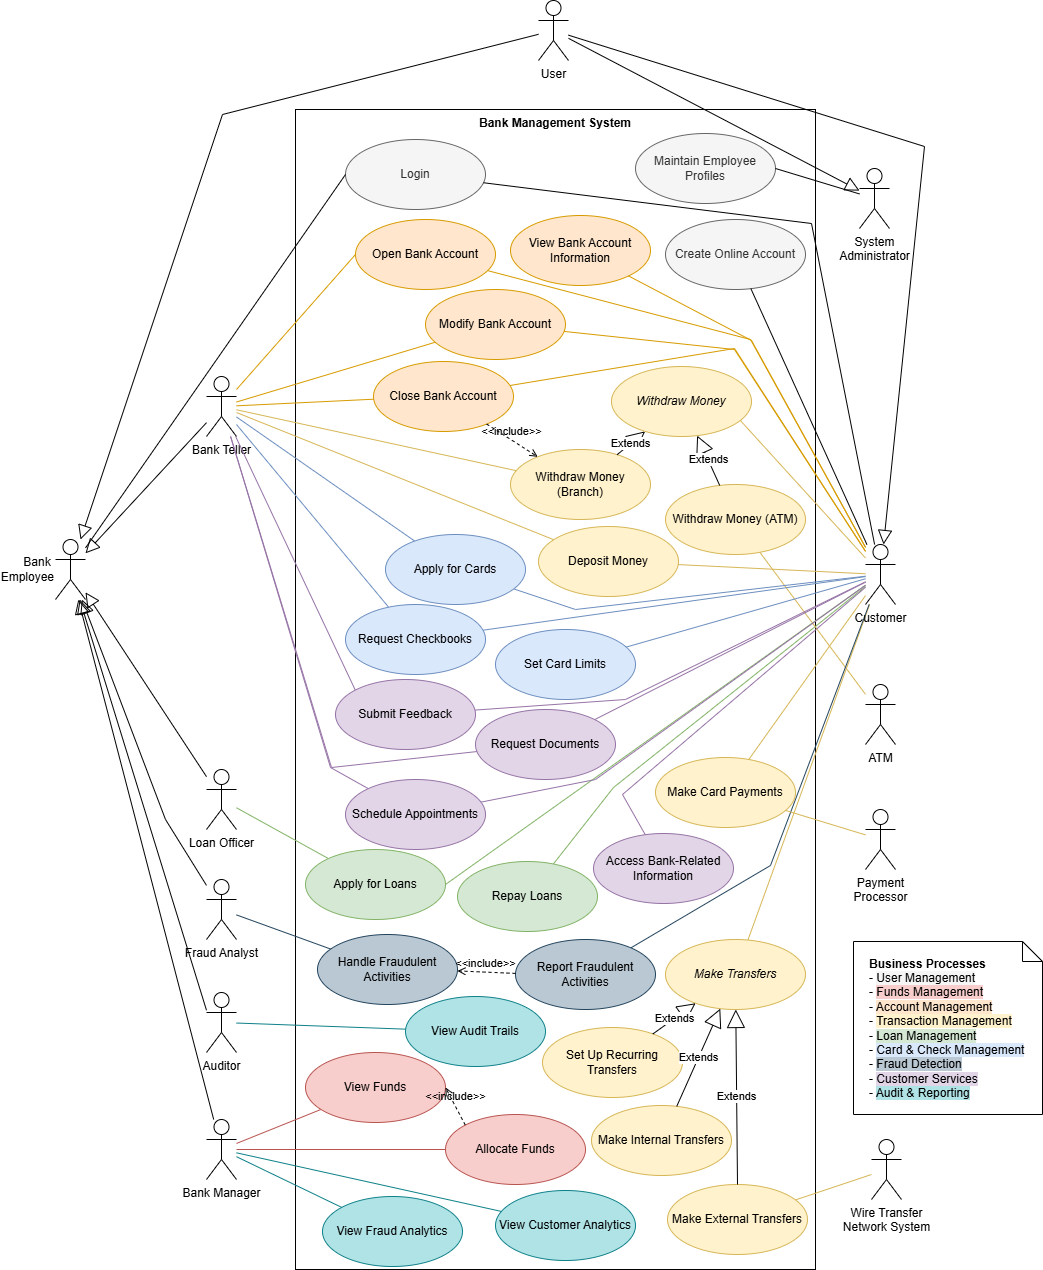 User
Bank Management System
Login
Maintain Employee
Profiles
System
Administrator
Open Bank Account
View Bank Account
Information
Create Online Account
Modify Bank Account
Close Bank Account
Withdraw Money
<<include>>
Extends
Extends
Bank Teller
Withdraw Money
(Branch)
Withdraw Money (ATM)
Bank
Employee
Apply for Cards
Deposit Money
Customer
Request Checkbooks
Set Card Limits
Submit Feedback
Request Documents
ATM
Schedule Appointments
Make Card Payments
Loan Officer
Access Bank-Related
Information
Payment
Processor
Apply for Loans
Repay Loans
Fraud Analyst
Handle Fraudulent
Activities
<<include>>
Report Fraudulent
Activities
Make Transfers
Business Processes
- User Management
- Funds Management
- Account Management
- Transaction Management
- Loan Management
- Card & Check Management
- Fraud Detection
- Customer Services
- Audit & Reporting
Extends
View Audit Trails
Auditor
Set Up Recurring
Transfers
Extends
View Funds
<<include>>
Extends
Allocate Funds
Make Internal Transfers
Bank Manager
View Fraud Analytics
View Customer Analytics
Make External Transfers
Wire Transfer
Network System